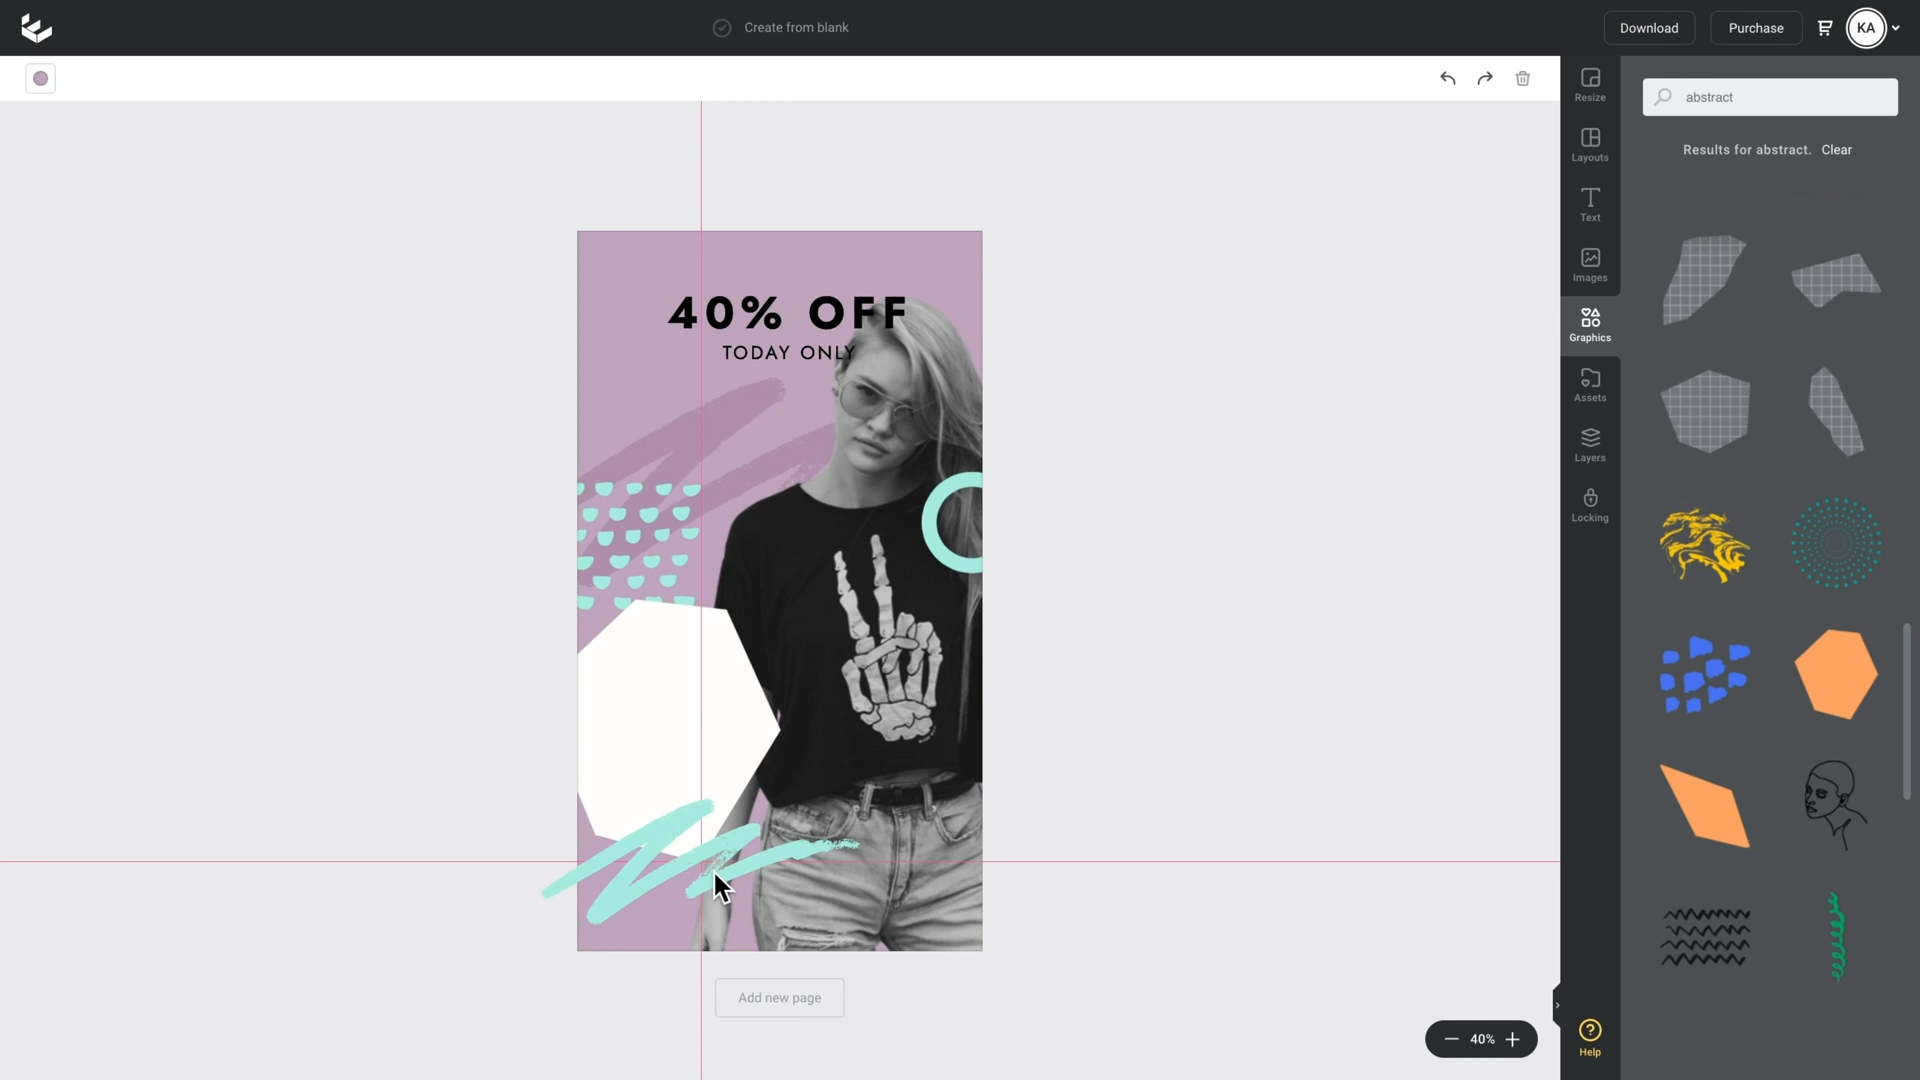 Create from blank
Download
Purchase
KA
Resize
Layouts
Text
Images
Graphics
Assets
Layers
Locking
Help
abstract
Results for abstract. Clear
40% OFF
TODAY ONLY
Add new page
40%